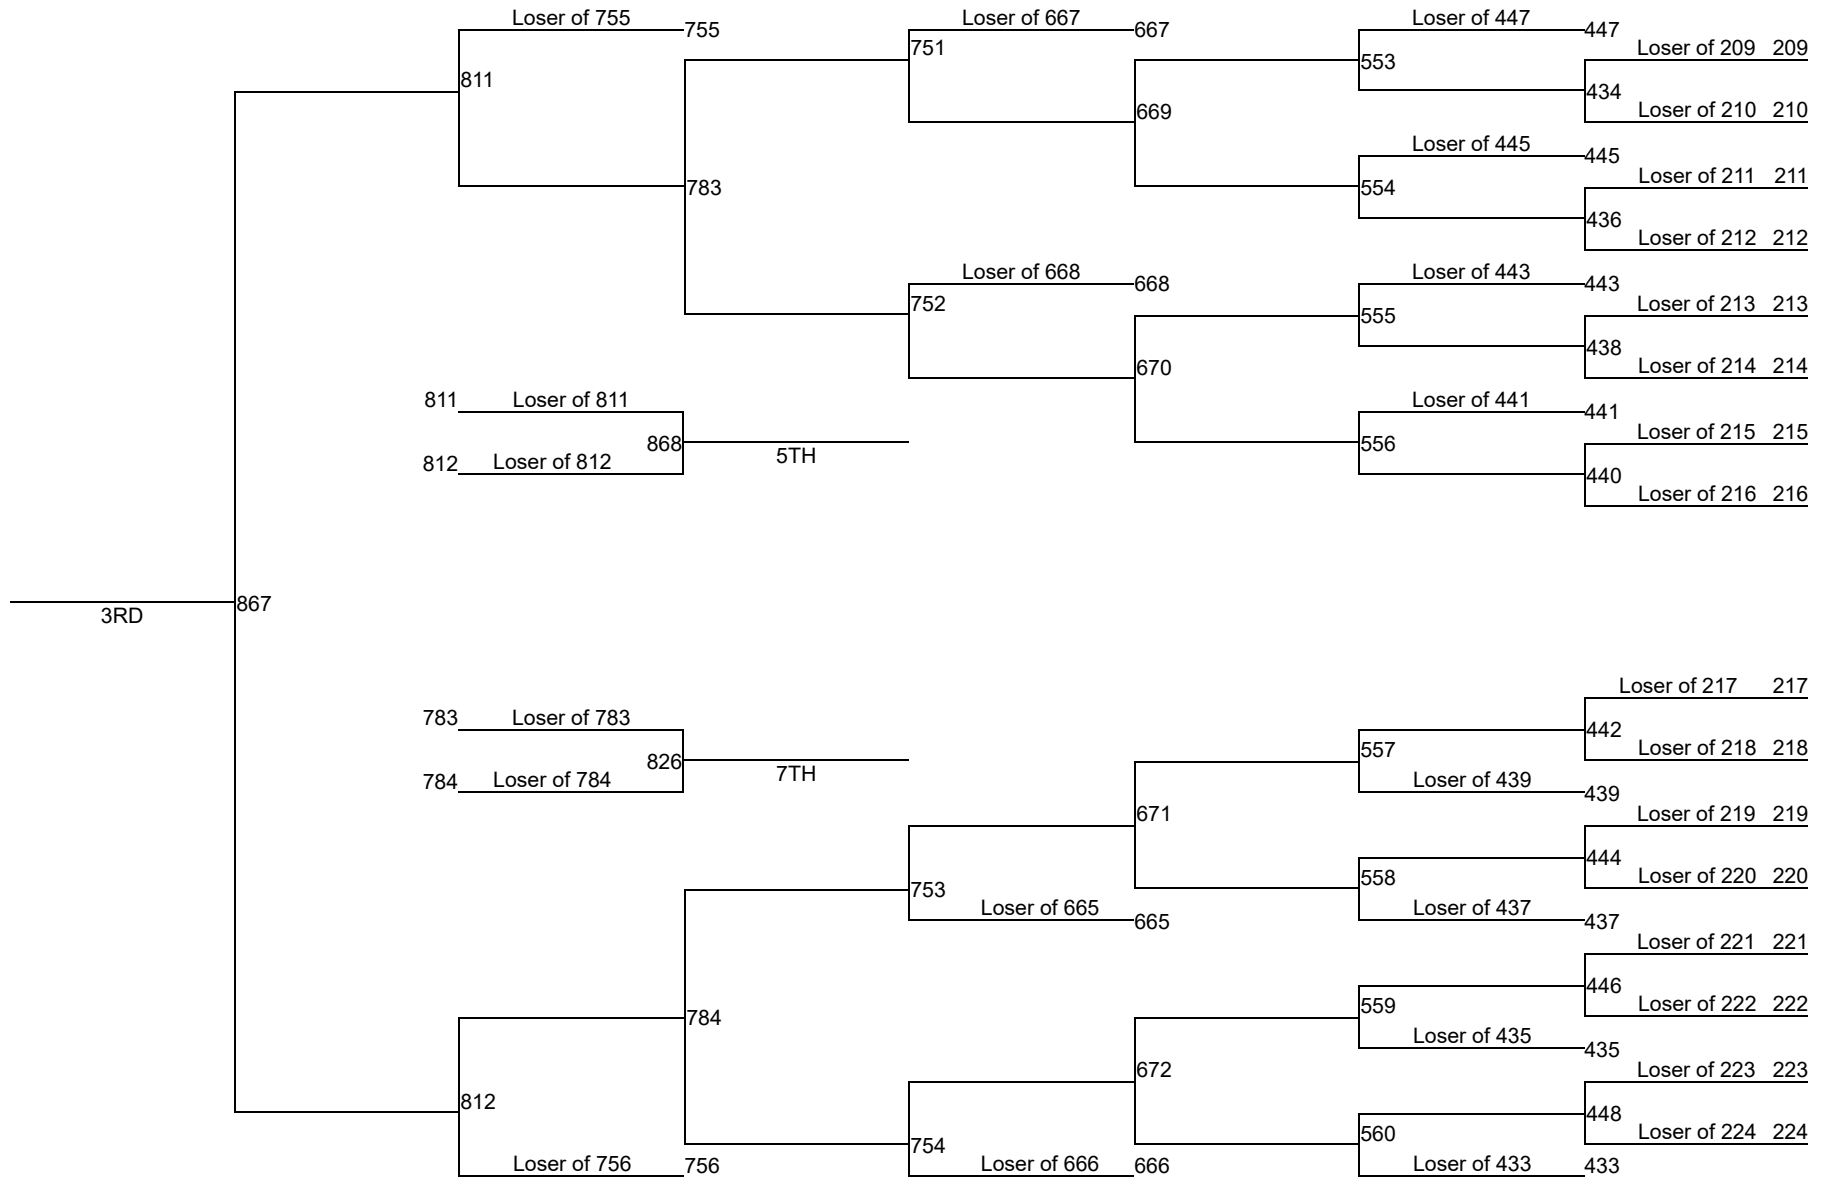 Loser of 755 755 Loser of 667 667 Loser of 447 447
811 751 553 Loser of 209 209
434
669 Loser of 210 210
Loser of 445 445
783 554 Loser of 211 211
436
Loser of 212 212
Loser of 668 668 Loser of 443 443
752 555 Loser of 213 213
438
670 Loser of 214 214
811 Loser of 811 Loser of 441 441
868 556 Loser of 215 215
812 Loser of 812 5TH
440
Loser of 216 216
867
3RD
Loser of 217 217
783 Loser of 783 442
826 557 Loser of 218 218
784 Loser of 784 7TH Loser of 439 439
671 Loser of 219 219
444
753 558 Loser of 220 220
Loser of 665 665 Loser of 437 437
Loser of 221 221
446
784 559 Loser of 222 222
Loser of 435 435
672 Loser of 223 223
812 448
754 560 Loser of 224 224
Loser of 756 756 Loser of 666 666 Loser of 433 433